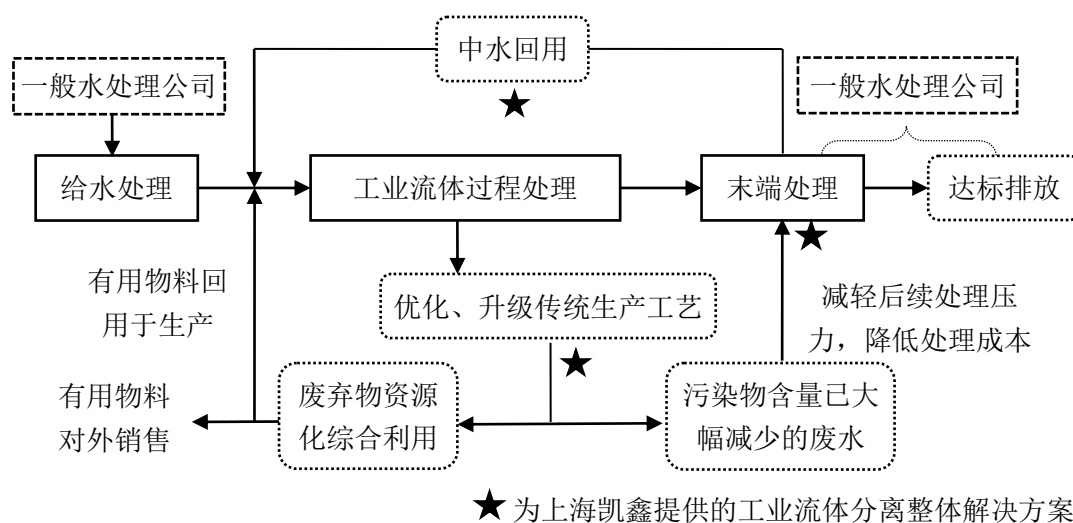 中水回用
一般水处理公司
一般水处理公司
★
给水处理
工业流体过程处理
末端处理
达标排放
★
有用物料回
用于生产
优化、升级传统生产工艺
减轻后续处理压
力，降低处理成本
★
有用物料
对外销售
废弃物资源
化综合利用
污染物含量已大
幅减少的废水
★为上海凯鑫提供的工业流体分离整体解决方案